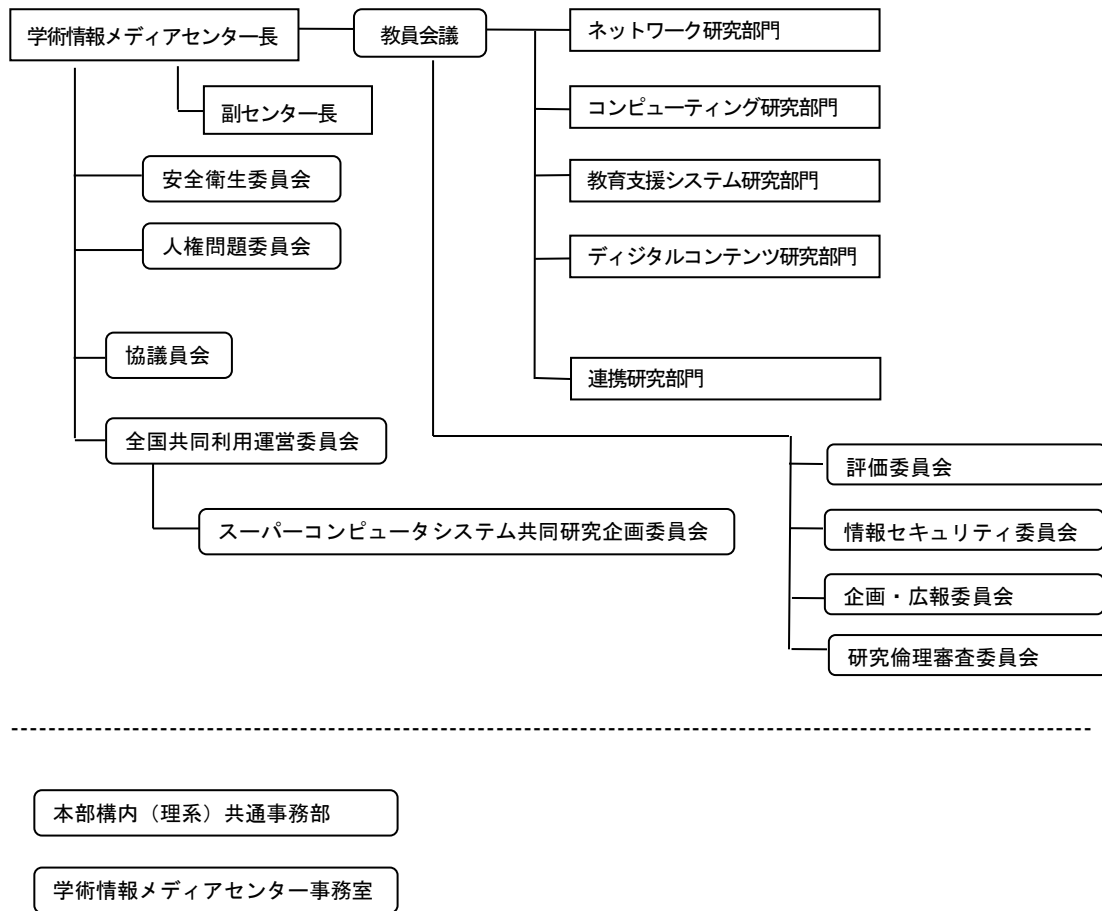 学術情報メディアセンター長
教員会議
ネットワーク研究部門
副センター長
コンピューティング研究部門
安全衛生委員会
教育支援システム研究部門
人権問題委員会
ディジタルコンテンツ研究部門
協議員会
連携研究部門
全国共同利用運営委員会
評価委員会
スーパーコンピュータシステム共同研究企画委員会
情報セキュリティ委員会
企画・広報委員会
研究倫理審査委員会
本部構内（理系）共通事務部
学術情報メディアセンター事務室